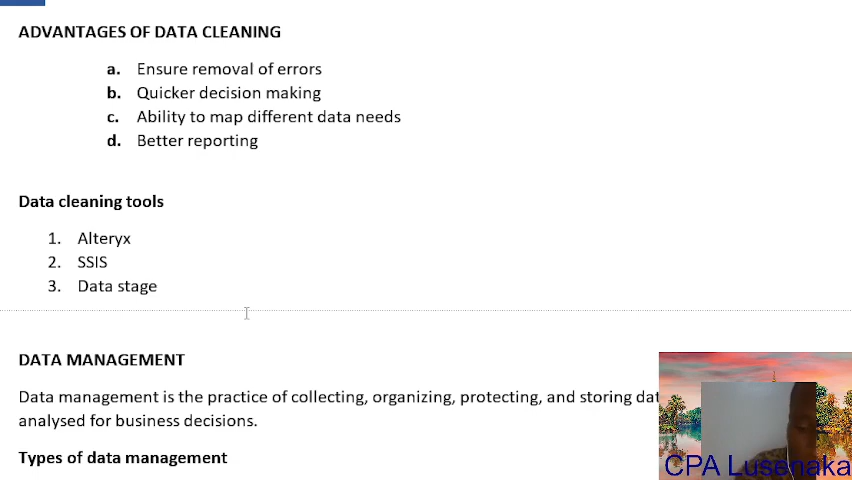 ADVANTAGES OF DATA CLEANING
a. Ensure removal of errors
b. Quicker decision making
c. Ability to map different data needs
d. Better reporting
Data cleaning tools
1. Alteryx
2. SSIS
3. Data stage
DATA MANAGEMENT
Data management is the practice of collecting, organizing, protecting, and storing
analysed for business decisions.
Types of data management
CPA Lusenaka